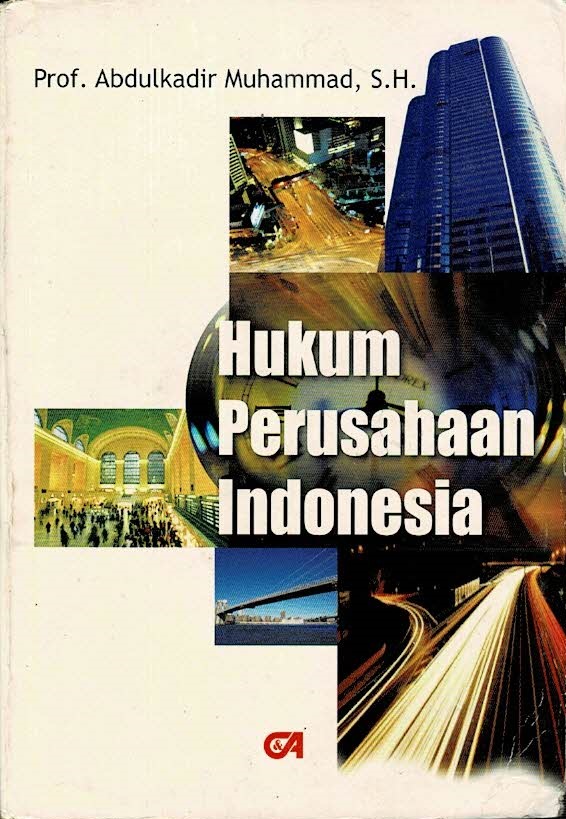 Prof. Abdulkadir Muhammad, S.H.
Hukum
Perusahaan
Indonesia
C&A